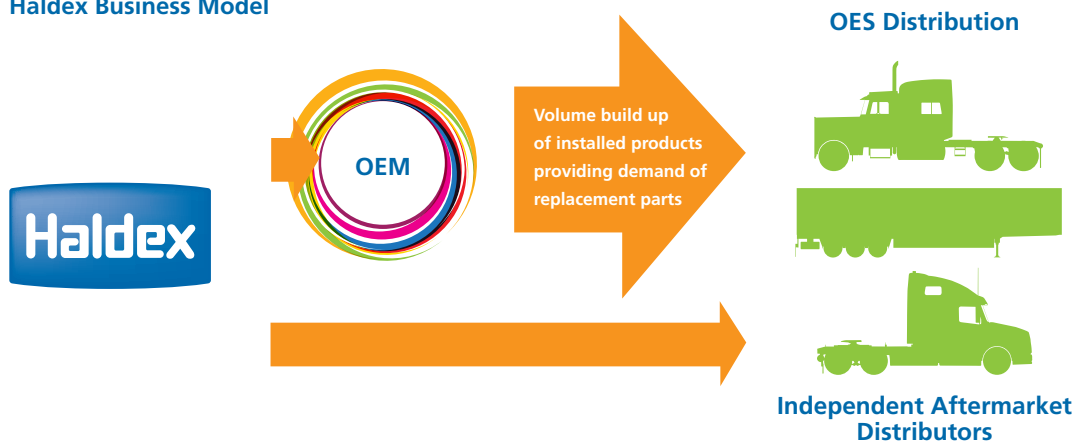 Haldex Business Model
OES Distribution
Volume build up
of installed products
providing demand of
replacement parts
OEM
Haldex
Independent Aftermarket
Distributors